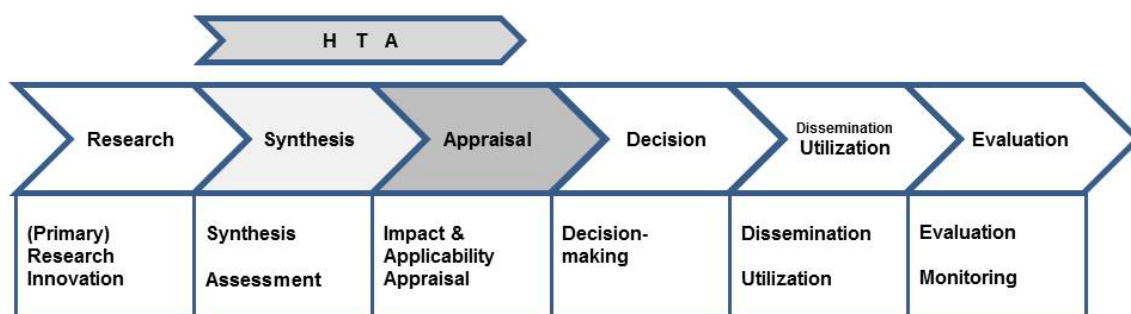 H T A
Research
Synthesis
Appraisal
Decision
Dissemination
Utilization
Evaluation
(Primary)
Research
Innovation
Synthesis
Assessment
Impact &
Applicability
Appraisal
Decision-
making
Dissemination
Utilization
Evaluation
Monitoring